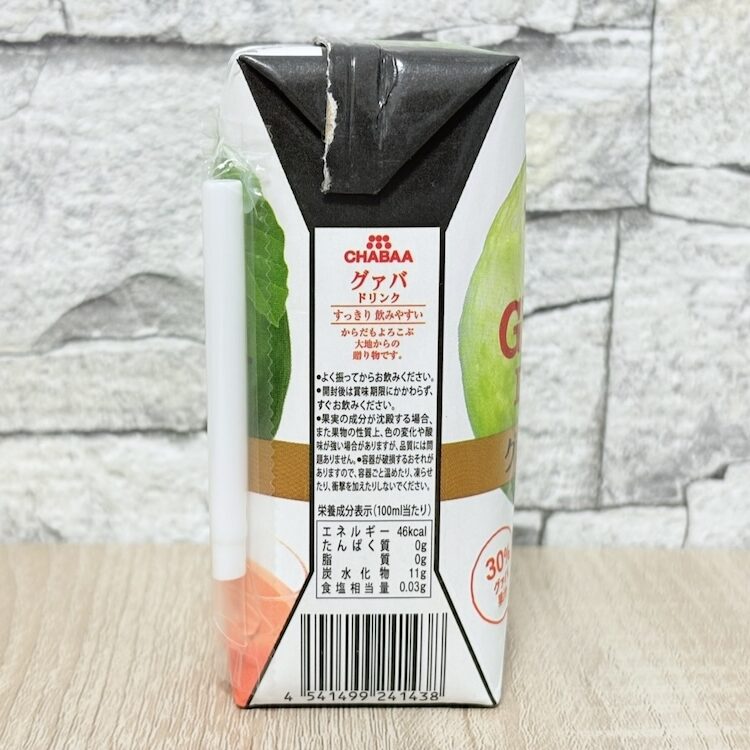 CHABAA
グァバ
ドリンク
すっきり 飲みやすい
からだもよろこぶ
大地からの
贈り物です。
●よく振ってからお飲みください。
●開封後は賞味期限にかかわらず、
すぐお飲みください。
●果実の成分が沈殿する場合、
また果物の性質上、色の変化や酸
味が強い場合がありますが、品質には問
題ありません。●容器が破損するおそれが
ありますので、容器ごと温めたり、凍らせ
たり、衝撃を加えたりしないでください。
栄養成分表示(100ml当たり)
エネルギー 46kcal
たんぱく質 0g
脂質 0g
炭水化物 11g
食塩相当量 0.03g
4 541499 241438
G
グ
30%
グァバ
果汁